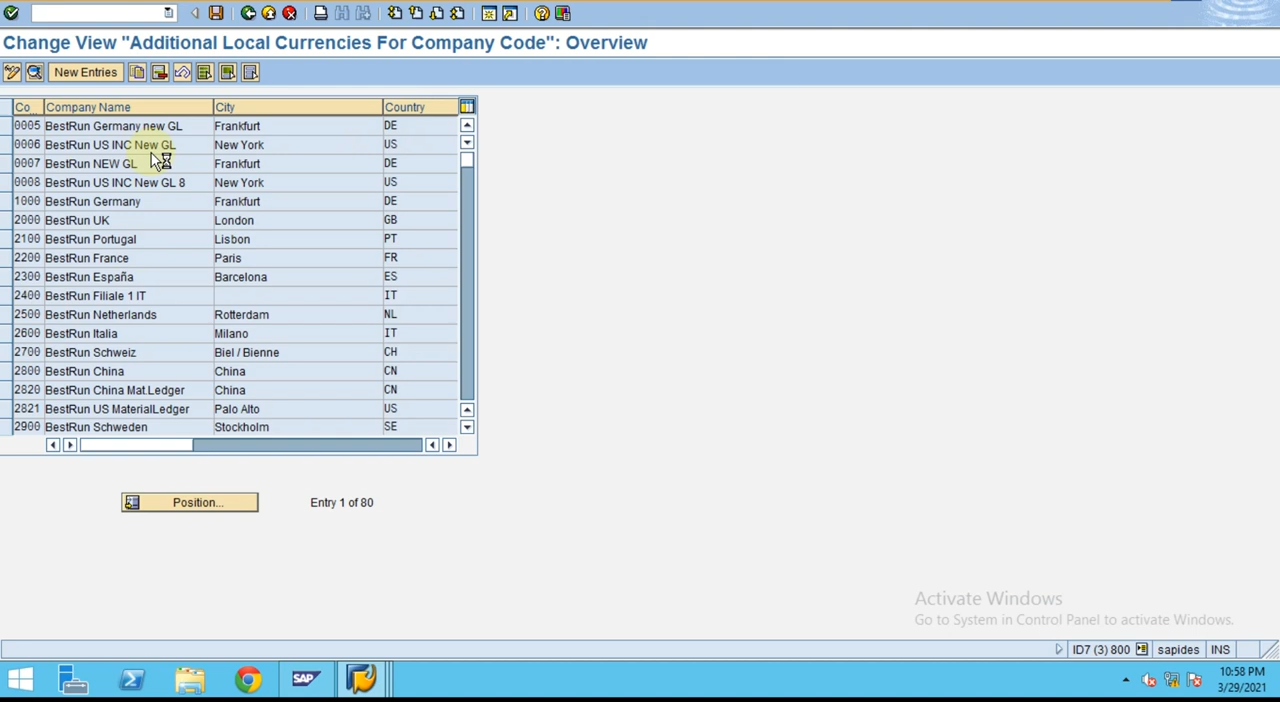 Change View "Additional Local Currencies For Company Code": Overview
New Entries
Co... Company Name City Country
0005 BestRun Germany new GL Frankfurt DE
0006 BestRun US INC New GL New York US
0007 BestRun NEW GL Frankfurt DE
0008 BestRun US INC New GL 8 New York US
1000 BestRun Germany Frankfurt DE
2000 BestRun UK London GB
2100 BestRun Portugal Lisbon PT
2200 BestRun France Paris FR
2300 BestRun España Barcelona ES
2400 BestRun Filiale 1 IT IT
2500 BestRun Netherlands Rotterdam NL
2600 BestRun Italia Milano IT
2700 BestRun Schweiz Biel / Bienne CH
2800 BestRun China China CN
2820 BestRun China Mat.Ledger China CN
2821 BestRun US MaterialLedger Palo Alto US
2900 BestRun Schweden Stockholm SE
Position... Entry 1 of 80
Activate Windows
Go to System in Control Panel to activate Windows.
ID7 (3) 800 sapides INS
SAP
10:58 PM
3/29/2021